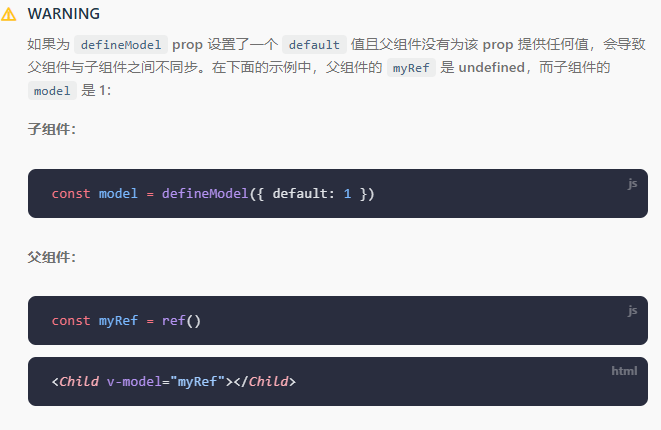 WARNING
如果为 defineModel prop 设置了一个 default 值且父组件没有为该 prop 提供任何值，会导致
父组件与子组件之间不同步。在下面的示例中，父组件的 myRef 是 undefined，而子组件的
model 是 1：
子组件：
js
const model = defineModel({ default: 1 })
父组件：
js
const myRef = ref()
html
<Child v-model="myRef"></Child>